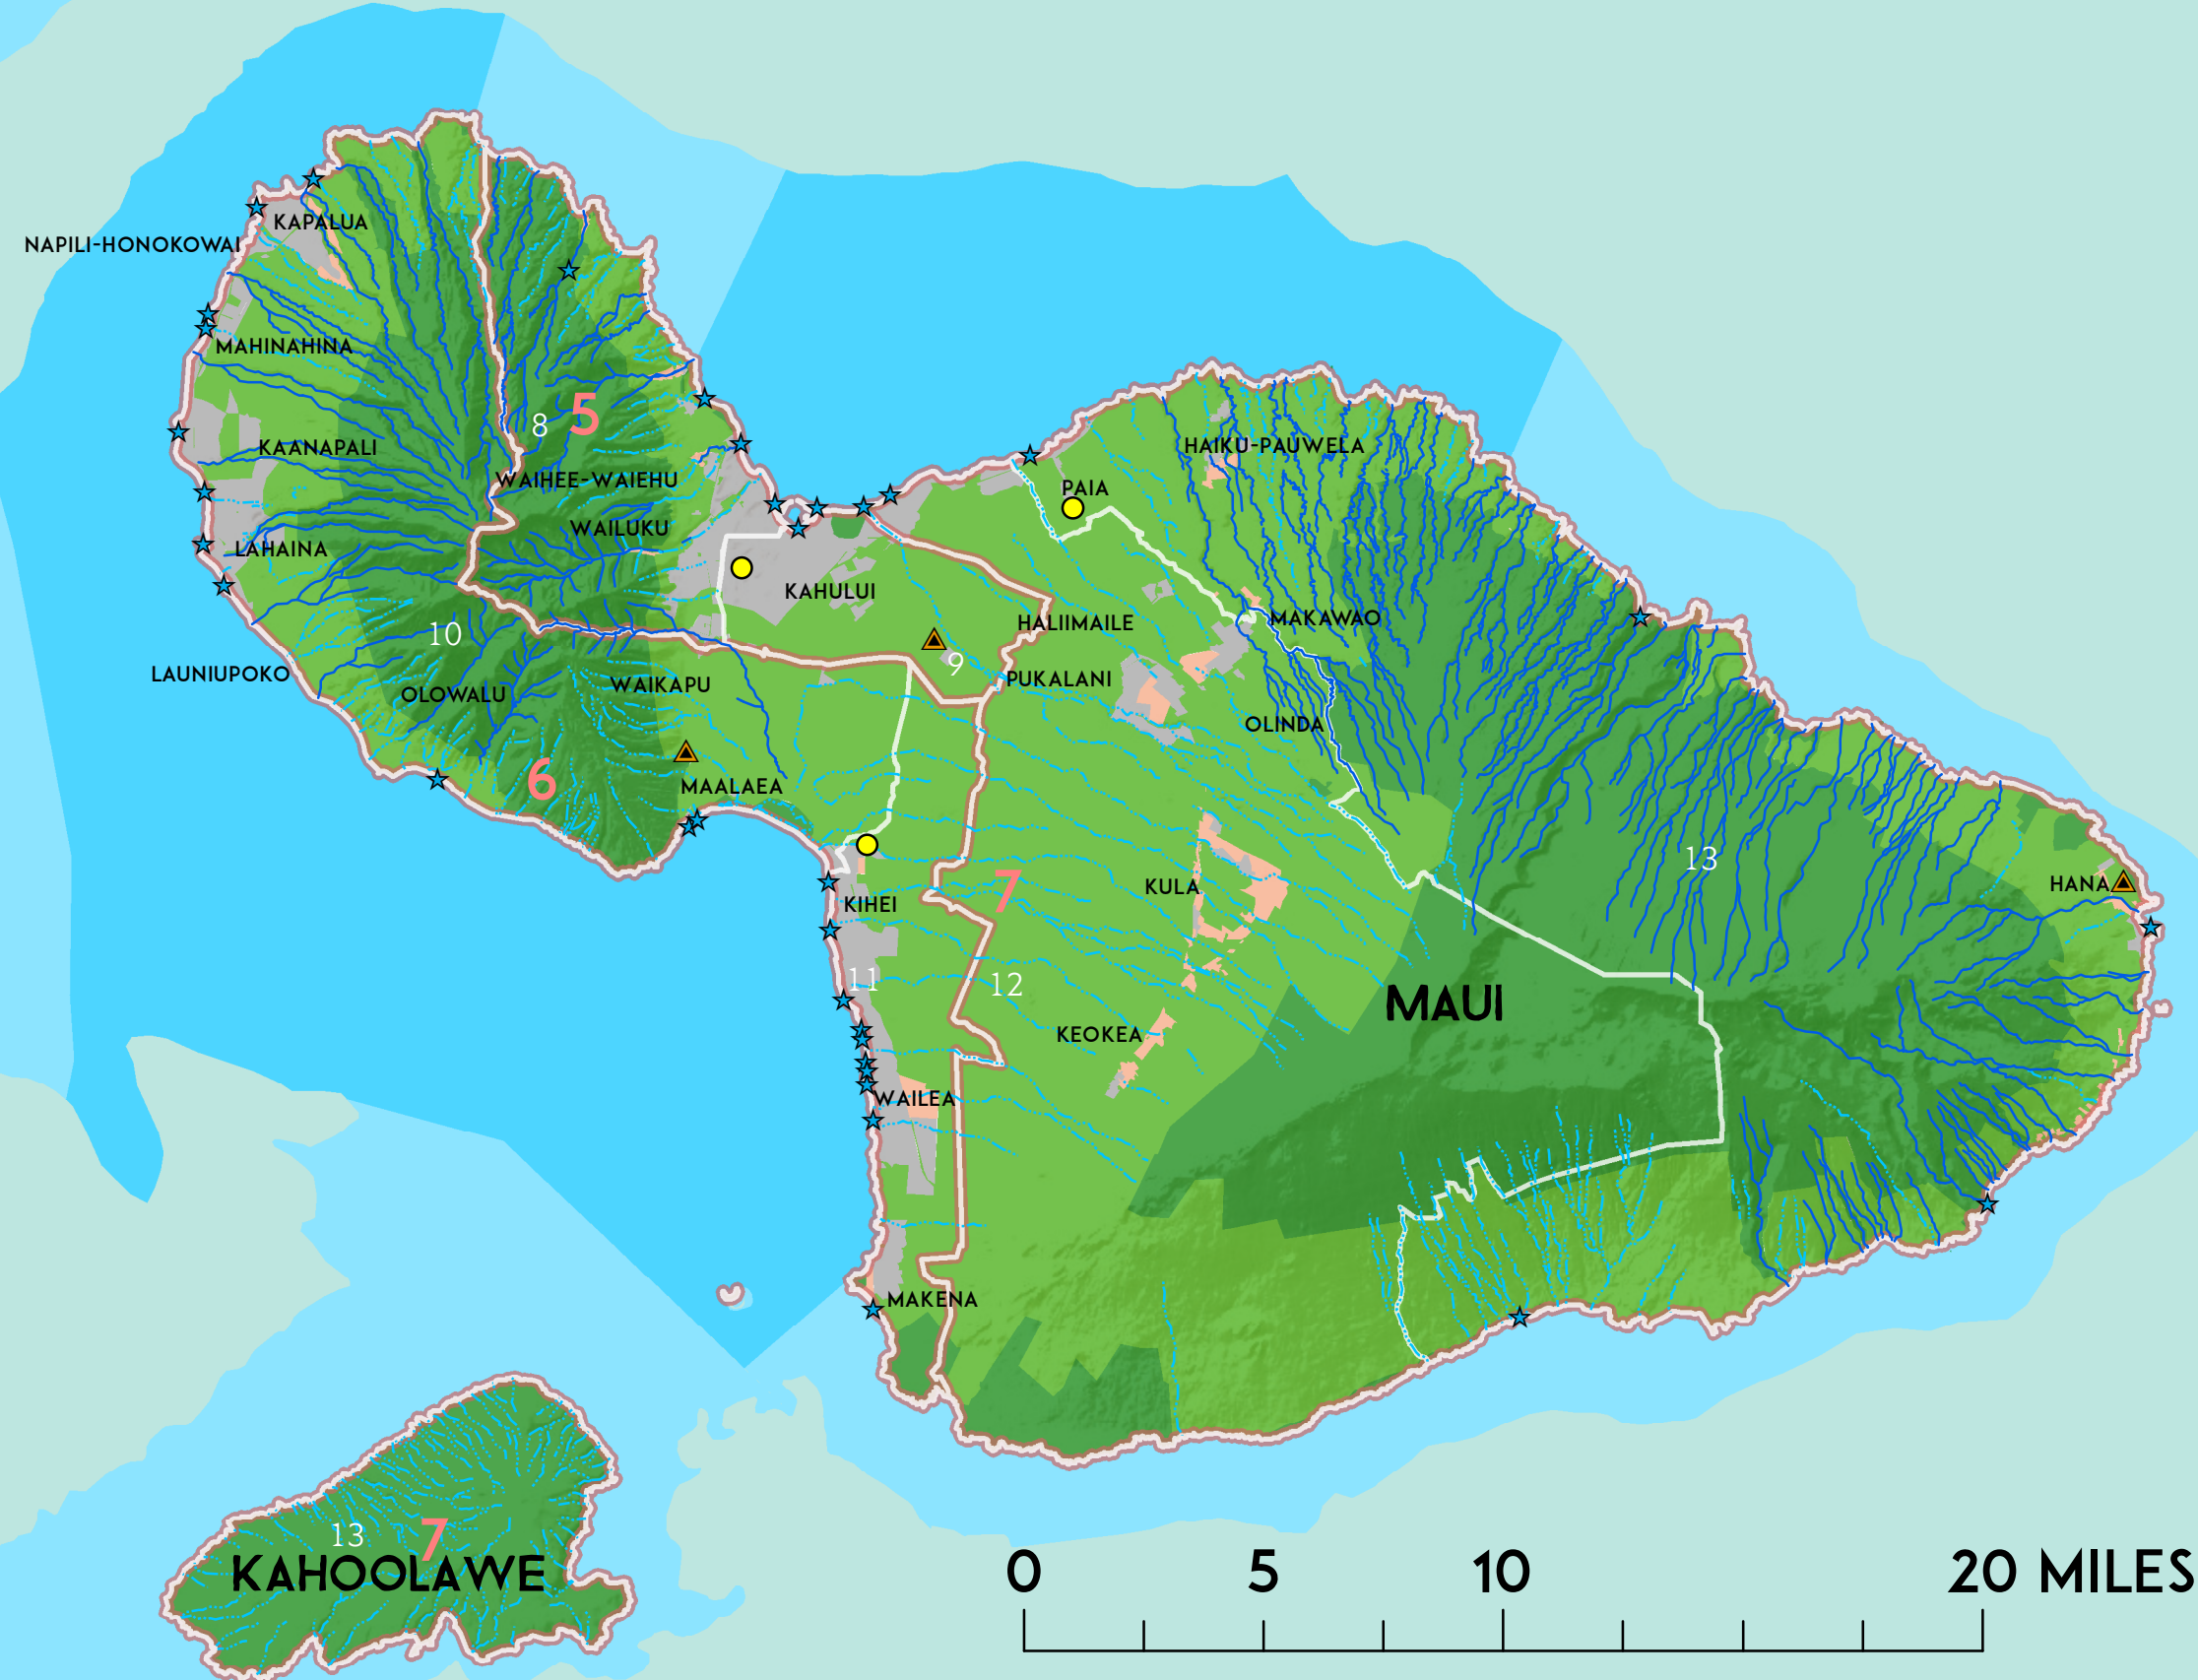 KAPALUA
NAPILI-HONOKOWAI
MAHINAHINA
8
5
KAANAPALI
HAIKU-PAUWELA
WAIHEE-WAIEHU
PAIA
WAILUKU
LAHAINA
KAHULUI
MAKAWAO
HALIIMAILE
10
9
LAUNIUPOKO
PUKALANI
WAIKAPU
OLOWALU
OLINDA
6
MAALAEA
13
HANA
7
KULA
KIHEI
11
12
MAUI
KEOKEA
WAILEA
MAKENA
13
7
KAHOOLAWE
0 5 10 20 MILES